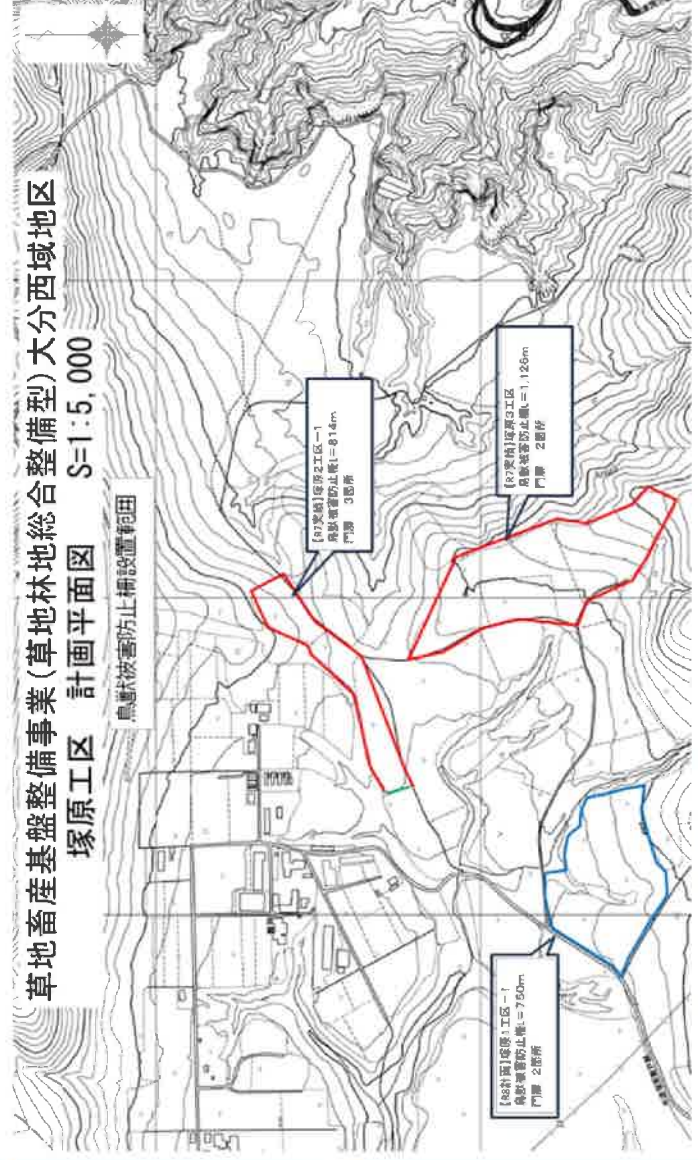 草地畜産基盤整備事業(草地林地総合整備型)大分西域地区
塚原工区 計画平面図 S=1:5,000
鳥獣被害防止柵設置範囲
【R7実績】塚原2工区-1
鳥獣被害防止柵L=814m
門扉 3箇所
【R7実績】塚原3工区
鳥獣被害防止柵L=1,126m
門扉 2箇所
【R8計画】塚原1工区-1
鳥獣被害防止柵L=750m
門扉 2箇所